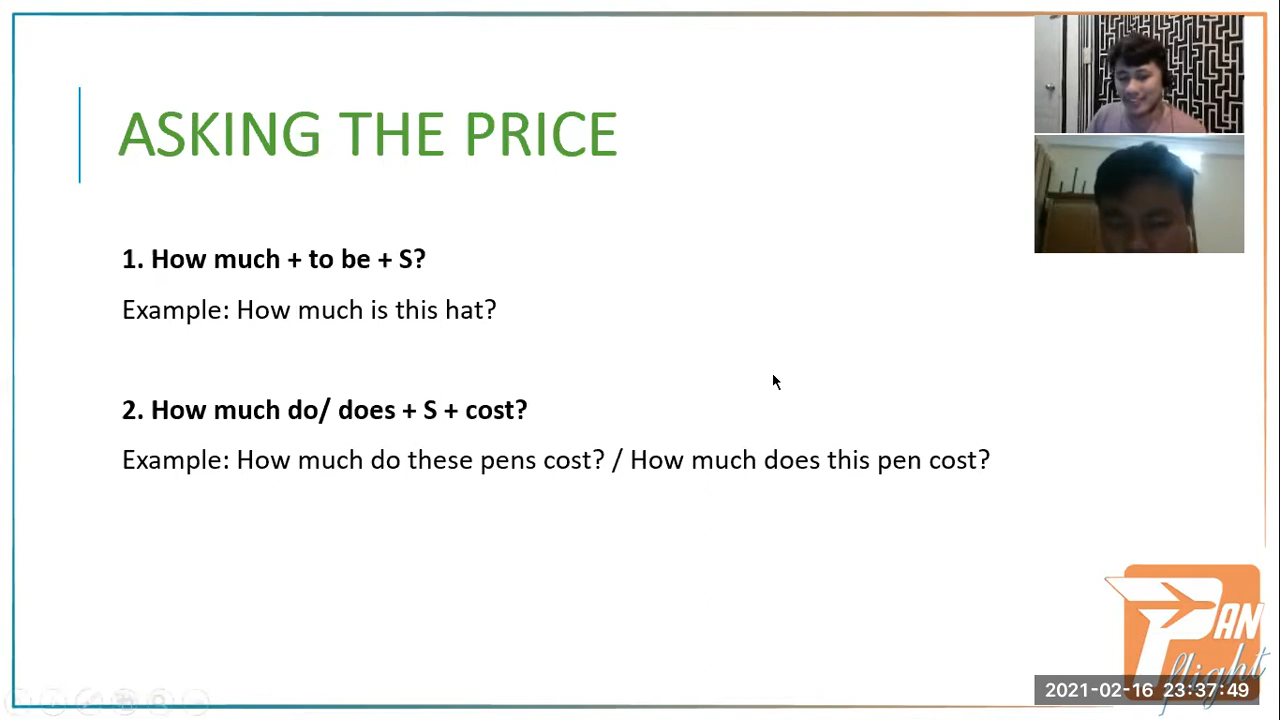 ASKING THE PRICE
1. How much + to be + S?
Example: How much is this hat?
2. How much do/ does + S + cost?
Example: How much do these pens cost? / How much does this pen cost?
PAN
flight
2021-02-16 23:37:49